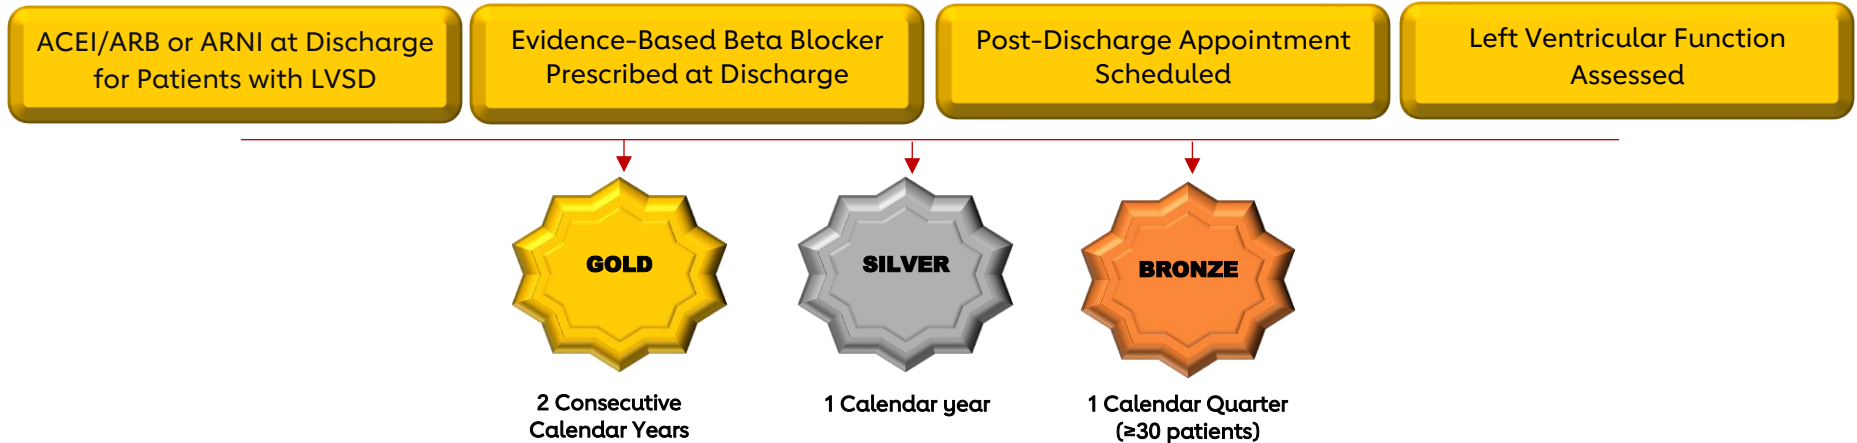 ACEI/ARB or ARNI at Discharge
for Patients with LVSD
Evidence-Based Beta Blocker
Prescribed at Discharge
Post-Discharge Appointment
Scheduled
Left Ventricular Function
Assessed
GOLD
SILVER
BRONZE
2 Consecutive
Calendar Years
1 Calendar year
1 Calendar Quarter
(≥30 patients)